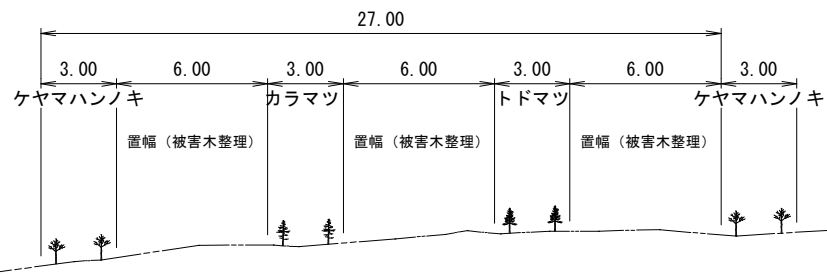 27.00
3.00 6.00 3.00 6.00 3.00 6.00 3.00
ケヤマハンノキ カラマツ トドマツ ケヤマハンノキ
置幅（被害木整理） 置幅（被害木整理） 置幅（被害木整理）